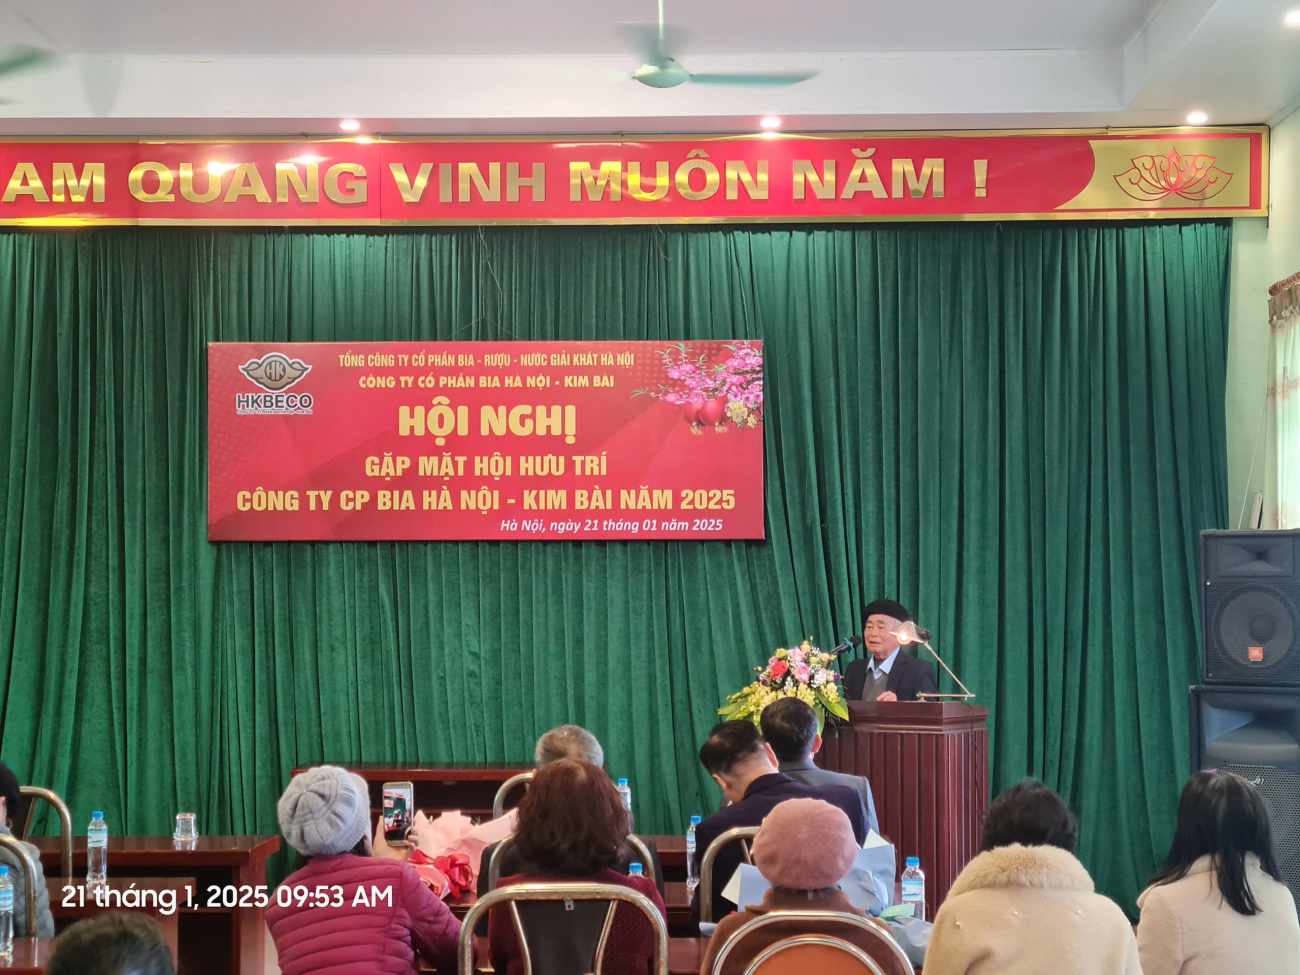 AM QUANG VINH MUÔN NĂM !
TỔNG CÔNG TY CỔ PHẦN BIA - RƯỢU - NƯỚC GIẢI KHÁT HÀ NỘI
CÔNG TY CỔ PHẦN BIA HÀ NỘI - KIM BÀI
HK
HKBECO
HỘI NGHỊ
GẶP MẶT HỘI HƯU TRÍ
CÔNG TY CP BIA HÀ NỘI - KIM BÀI NĂM 2025
Hà Nội, ngày 21 tháng 01 năm 2025
JBL
21 tháng 1, 2025 09:53 AM